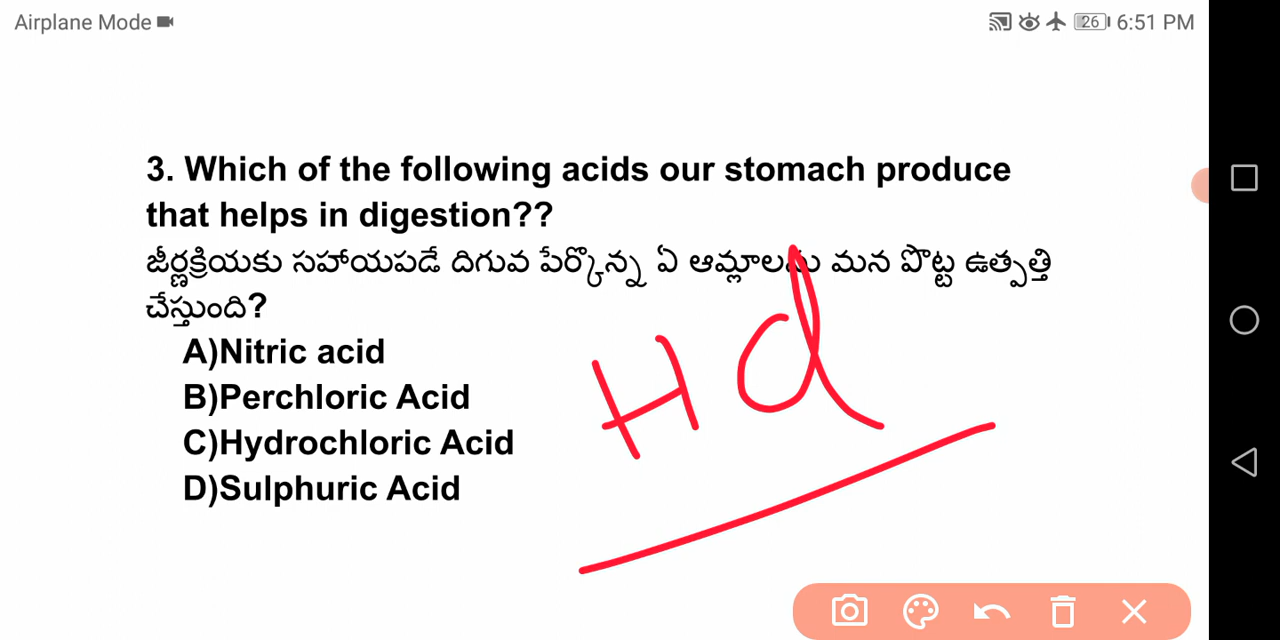 Airplane Mode 26 6:51 PM
3. Which of the following acids our stomach produce
that helps in digestion??
జీర్ణక్రియకు సహాయపడే దిగువ పేర్కొన్న ఏ ఆమ్లాలను మన పొట్ట ఉత్పత్తి
చేస్తుంది?
A)Nitric acid
B)Perchloric Acid
C)Hydrochloric Acid
D)Sulphuric Acid
Hcl